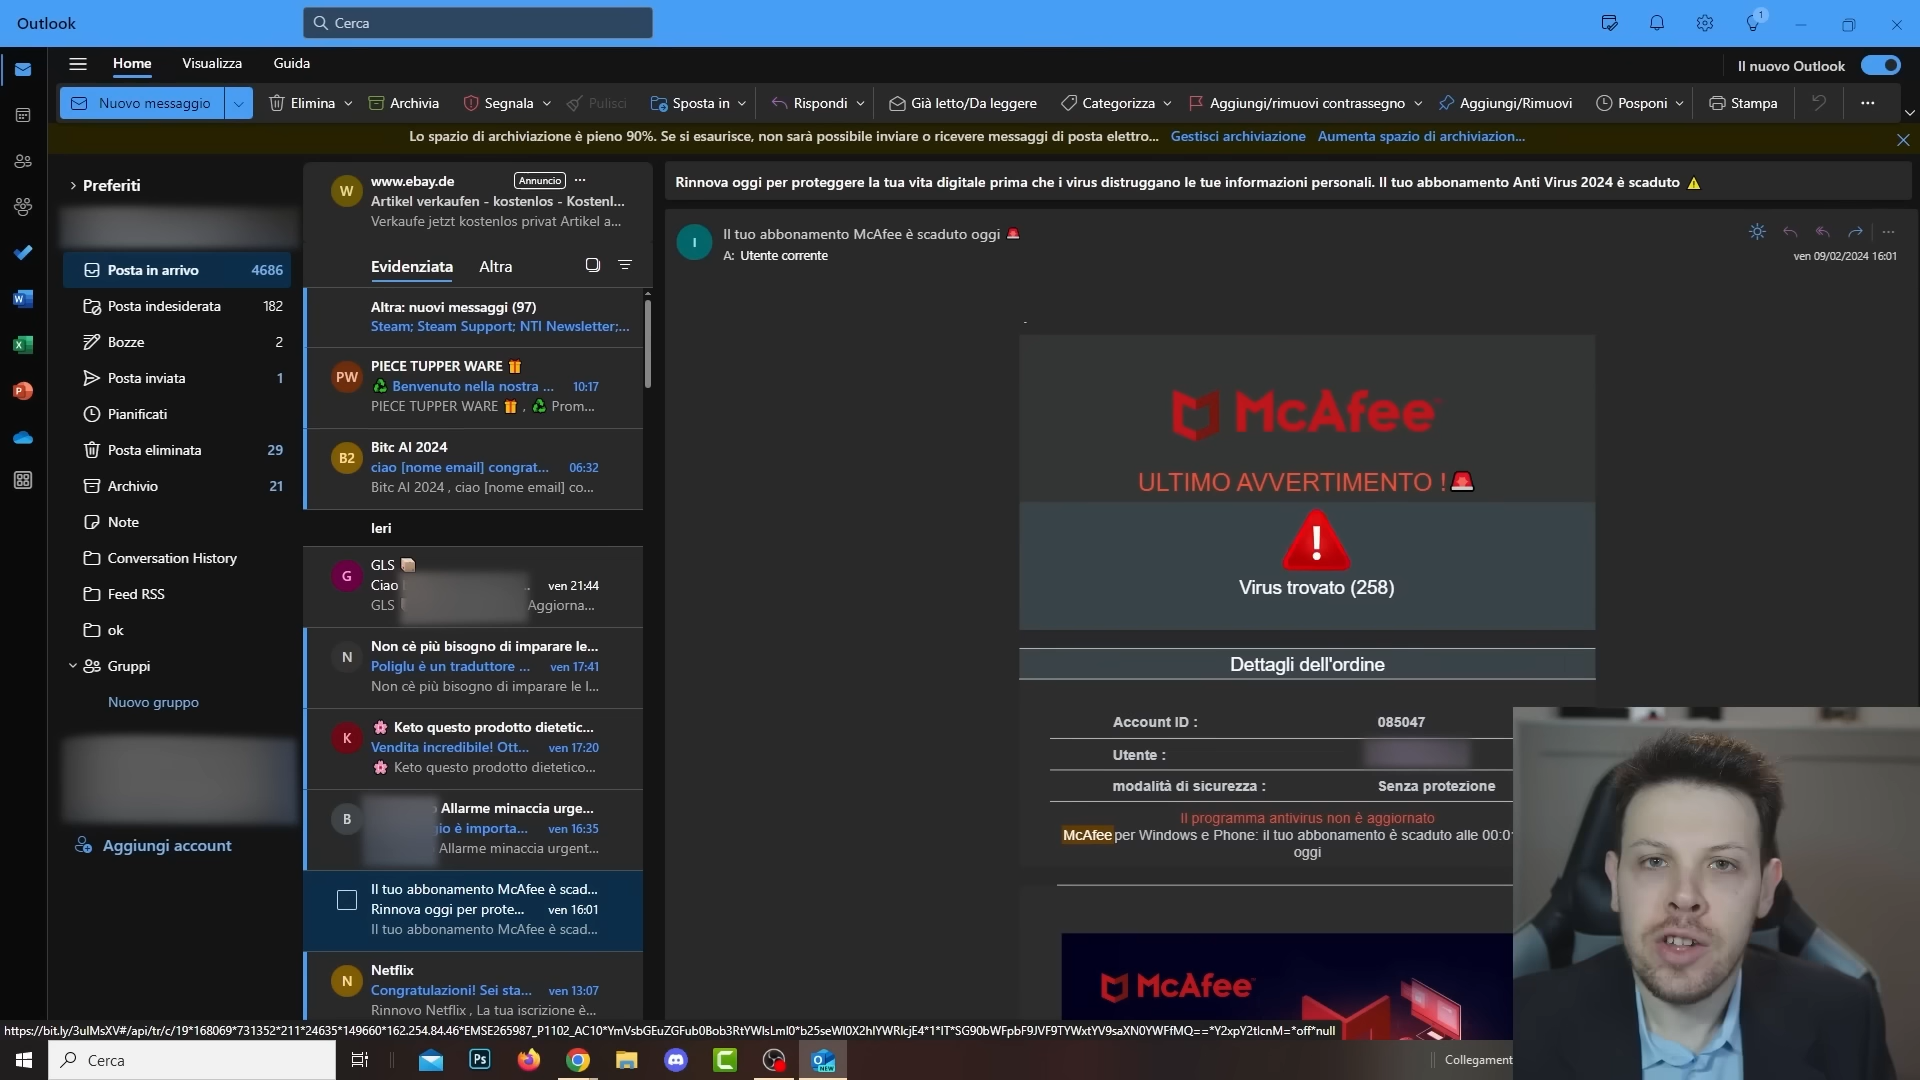 Outlook
Cerca
1
Home
Visualizza
Guida
Il nuovo Outlook
Nuovo messaggio
Elimina
Archivia
Segnala
Pulisci
Sposta in
Rispondi
Già letto/Da leggere
Categorizza
Aggiungi/rimuovi contrassegno
Aggiungi/Rimuovi
Posponi
Stampa
Lo spazio di archiviazione è pieno 90%. Se si esaurisce, non sarà possibile inviare o ricevere messaggi di posta elettro...
Gestisci archiviazione
Aumenta spazio di archiviazion...
Preferiti
Posta in arrivo 4686
Posta indesiderata 182
Bozze 2
Posta inviata 1
Pianificati
Posta eliminata 29
Archivio 21
Note
Conversation History
Feed RSS
ok
Gruppi
Nuovo gruppo
Aggiungi account
W
www.ebay.de Annuncio
Artikel verkaufen - kostenlos - Kostenl...
Verkaufe jetzt kostenlos privat Artikel a...
Evidenziata Altra
Altra: nuovi messaggi (97)
Steam; Steam Support; NTI Newsletter;...
PW
PIECE TUPPER WARE 🎁
♻ Benvenuto nella nostra ... 10:17
PIECE TUPPER WARE 🎁 , ♻ Prom...
B2
Bitc AI 2024
ciao [nome email] congrat... 06:32
Bitc AI 2024 , ciao [nome email] co...
Ieri
G
GLS
Ciao ven 21:44
GLS Aggiorna...
N
Non cè più bisogno di imparare le...
Poliglu è un traduttore ... ven 17:41
Non cè più bisogno di imparare le l...
K
🌸 Keto questo prodotto dietetic...
Vendita incredibile! Ott... ven 17:20
🌸 Keto questo prodotto dietetico...
B
Allarme minaccia urge...
è importa... ven 16:35
Allarme minaccia urgent...
Il tuo abbonamento McAfee è scad...
Rinnova oggi per prote... ven 16:01
Il tuo abbonamento McAfee è scad...
N
Netflix
Congratulazioni! Sei sta... ven 13:07
Rinnovo Netflix , La tua iscrizione è...
Rinnova oggi per proteggere la tua vita digitale prima che i virus distruggano le tue informazioni personali. Il tuo abbonamento Anti Virus 2024 è scaduto ⚠
I
Il tuo abbonamento McAfee è scaduto oggi 🚨
A: Utente corrente
ven 09/02/2024 16:01
McAfee
ULTIMO AVVERTIMENTO !🚨
Virus trovato (258)
Dettagli dell'ordine
Account ID : 085047
Utente :
modalità di sicurezza : Senza protezione
Il programma antivirus non è aggiornato
McAfee per Windows e Phone: il tuo abbonamento è scaduto alle 00:0
oggi
McAfee
Cerca
Ps
NEW
Collegament